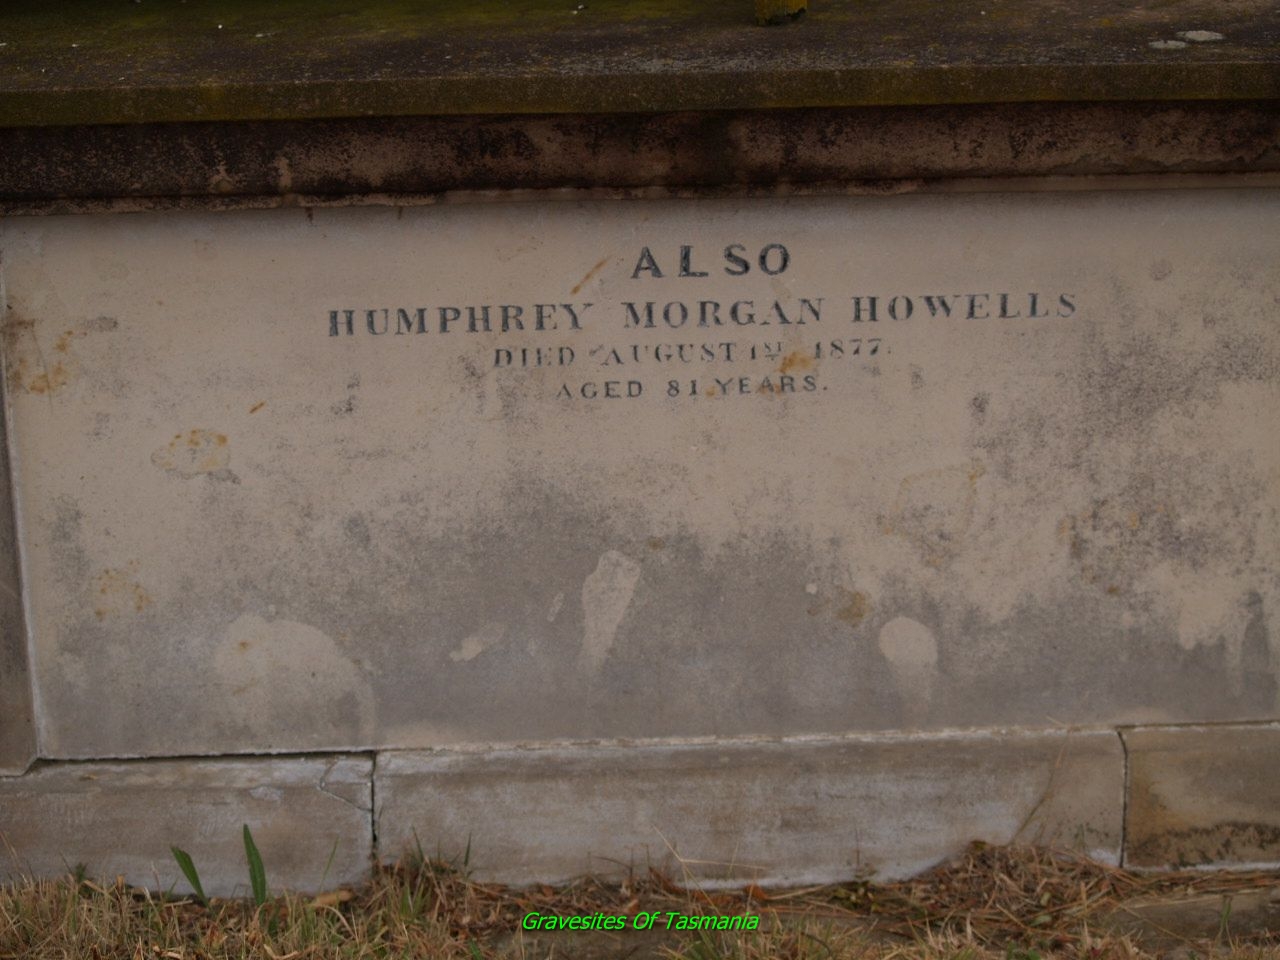 ALSO
HUMPHREY MORGAN HOWELLS
DIED AUGUST 1ST 1877.
AGED 81 YEARS.
Gravesites Of Tasmania